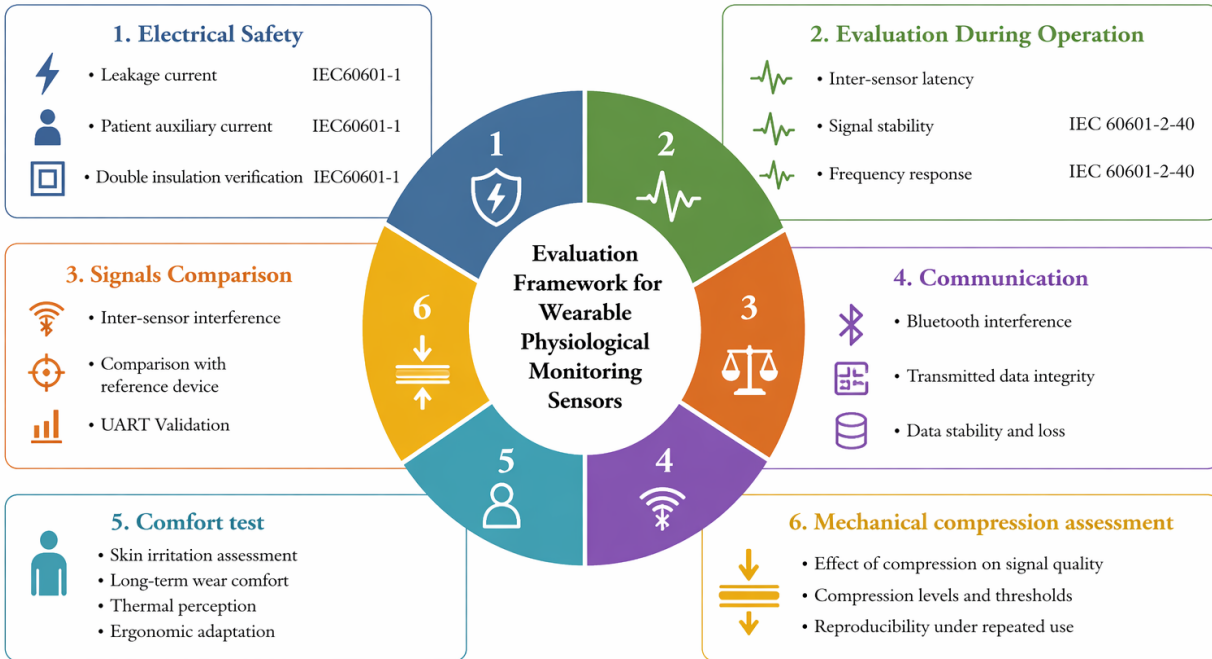 1. Electrical Safety
• Leakage current IEC60601-1
• Patient auxiliary current IEC60601-1
• Double insulation verification IEC60601-1
2. Evaluation During Operation
• Inter-sensor latency
• Signal stability IEC 60601-2-40
• Frequency response IEC 60601-2-40
3. Signals Comparison
• Inter-sensor interference
• Comparison with
reference device
• UART Validation
1
2
3
4
5
6
Evaluation
Framework for
Wearable
Physiological
Monitoring
Sensors
4. Communication
• Bluetooth interference
• Transmitted data integrity
• Data stability and loss
5. Comfort test
• Skin irritation assessment
• Long-term wear comfort
• Thermal perception
• Ergonomic adaptation
6. Mechanical compression assessment
• Effect of compression on signal quality
• Compression levels and thresholds
• Reproducibility under repeated use